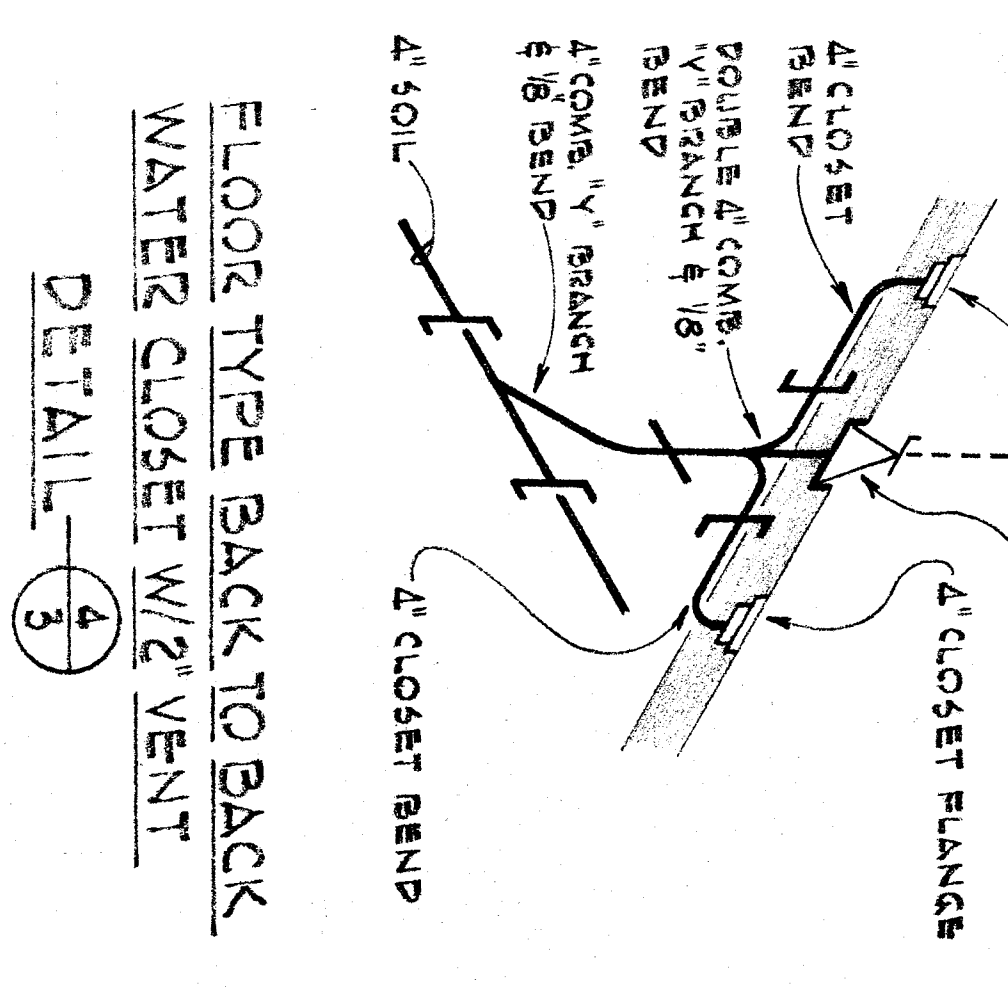 4" CLOSET
BEND
DOUBLE 4" COMB.
"Y" BRANCH & 1/8"
BEND
4" COMB. "Y" BRANCH
& 1/8" BEND
4" SOIL
4" CLOSET FLANGE
4" CLOSET BEND
FLOOR TYPE BACK TO BACK
WATER CLOSET W/2" VENT
DETAIL
4
3